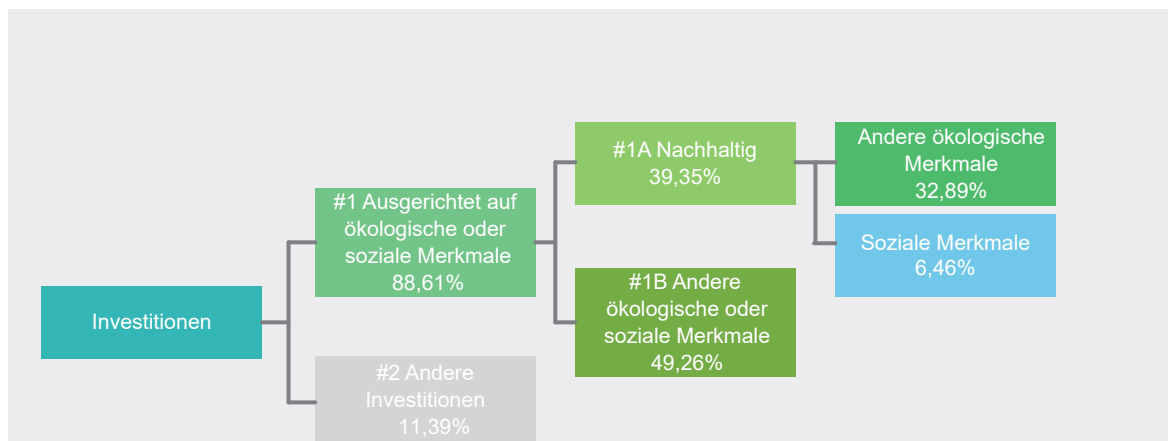 Investitionen
#1 Ausgerichtet auf
ökologische oder
soziale Merkmale
88,61%
#2 Andere
Investitionen
11,39%
#1A Nachhaltig
39,35%
#1B Andere
ökologische oder
soziale Merkmale
49,26%
Andere ökologische
Merkmale
32,89%
Soziale Merkmale
6,46%